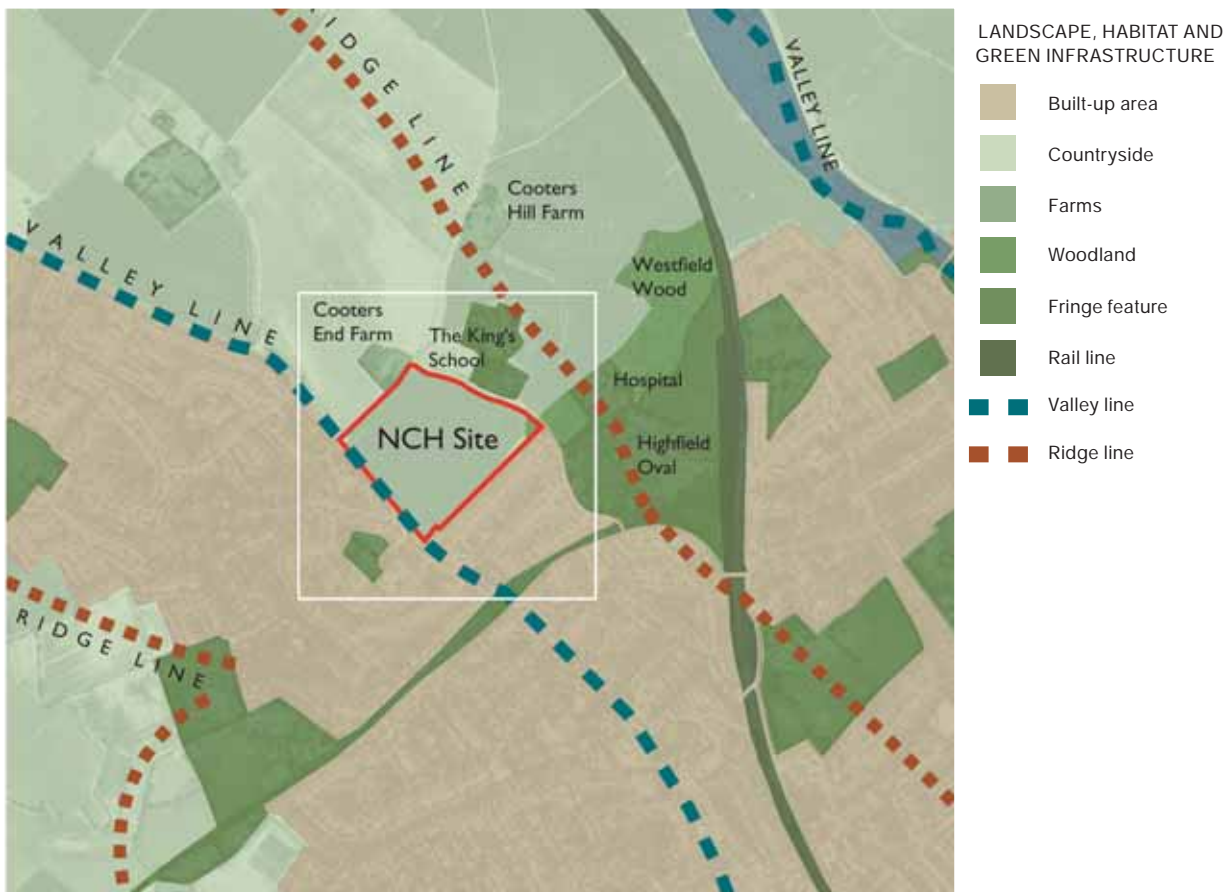 RIDGE LINE
VALLEY LINE
Cooters
Hill Farm
Westfield
Wood
VALLEY LINE
Cooters
End Farm
The King's
School
Hospital
NCH Site
Highfield
Oval
RIDGE LINE
LANDSCAPE, HABITAT AND
GREEN INFRASTRUCTURE
Built-up area
Countryside
Farms
Woodland
Fringe feature
Rail line
Valley line
Ridge line